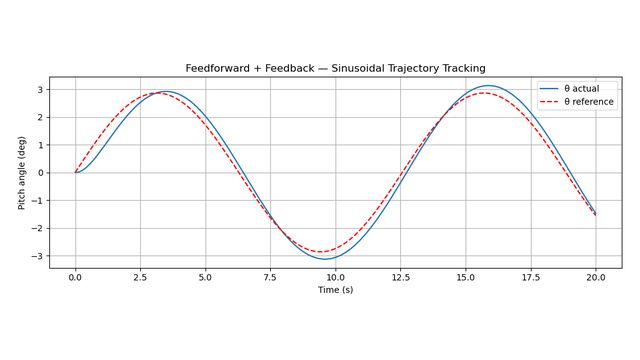 Feedforward + Feedback — Sinusoidal Trajectory Tracking
θ actual
θ reference
3
2
1
0
−1
−2
−3
Pitch angle (deg)
0.0 2.5 5.0 7.5 10.0 12.5 15.0 17.5 20.0
Time (s)